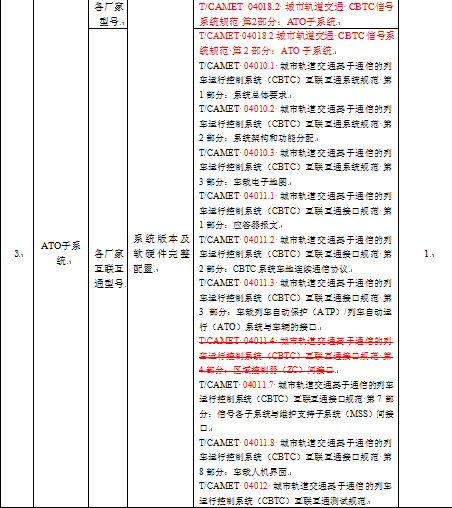 各厂家
型号
T/CAMET 04018.2 城市轨道交通 CBTC信号
系统规范 第2部分：ATO子系统
3.
ATO子系
统
各厂家
互联互
通型号
系统版本及
软硬件完整
配置
T/CAMET 04018.2 城市轨道交通 CBTC信号系
统规范 第 2 部分：ATO 子系统
T/CAMET 04010.1 城市轨道交通基于通信的列
车运行控制系统（CBTC）互联互通系统规范 第
1 部分：系统总体要求
T/CAMET 04010.2 城市轨道交通基于通信的列
车运行控制系统（CBTC）互联互通系统规范 第
2 部分：系统架构和功能分配
T/CAMET 04010.3 城市轨道交通基于通信的列
车运行控制系统（CBTC）互联互通系统规范 第
3 部分：车载电子地图
T/CAMET 04011.1 城市轨道交通基于通信的列
车运行控制系统（CBTC）互联互通接口规范 第
1 部分：应答器报文
T/CAMET 04011.2 城市轨道交通基于通信的列
车运行控制系统（CBTC）互联互通接口规范 第
2 部分：CBTC 系统车地连续通信协议
T/CAMET 04011.3 城市轨道交通基于通信的列
车运行控制系统（CBTC）互联互通接口规范 第
3 部分：车载列车自动保护（ATP）/列车自动运
行（ATO）系统与车辆的接口
T/CAMET 04011.4 城市轨道交通基于通信的列
车运行控制系统（CBTC）互联互通接口规范 第
4 部分：区域控制器（ZC）间接口
T/CAMET 04011.7 城市轨道交通基于通信的列车
运行控制系统（CBTC）互联互通接口规范 第 7 部
分：信号各子系统与维护支持子系统（MSS）间接
口
T/CAMET 04011.8 城市轨道交通基于通信的列
车运行控制系统（CBTC）互联互通接口规范 第
8 部分：车载人机界面
T/CAMET 04012 城市轨道交通基于通信的列车
运行控制系统（CBTC）互联互通测试规范
1.